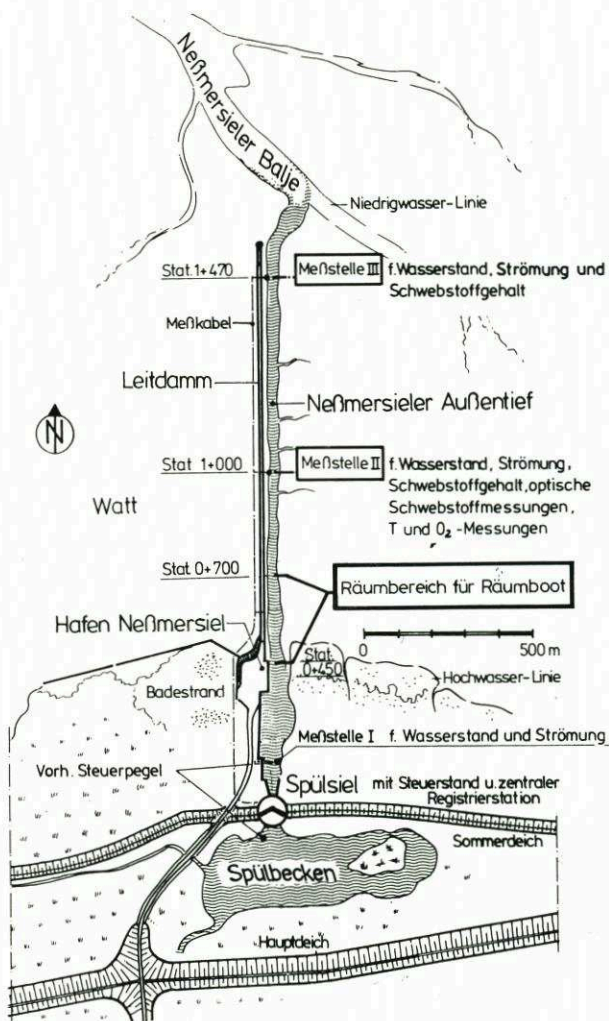 Neßmersieler Balje
Niedrigwasser-Linie
Stat. 1+470
Meßstelle III f. Wasserstand, Strömung und
Schwebstoffgehalt
Meßkabel
Leitdamm
Neßmersieler Außentief
N
Stat 1+000
Meßstelle II f. Wasserstand, Strömung,
Schwebstoffgehalt, optische
Schwebstoffmessungen,
T und O₂-Messungen
Watt
Stat 0+700
Räumbereich für Räumboot
Hafen Neßmersiel
0 500 m
Stat.
0+450
Hochwasser-Linie
Badestrand
Meßstelle I f. Wasserstand und Strömung
Vorh. Steuerpegel
Spülsiel mit Steuerstand u. zentraler
Registrierstation
Sommerdeich
Spülbecken
Hauptdeich